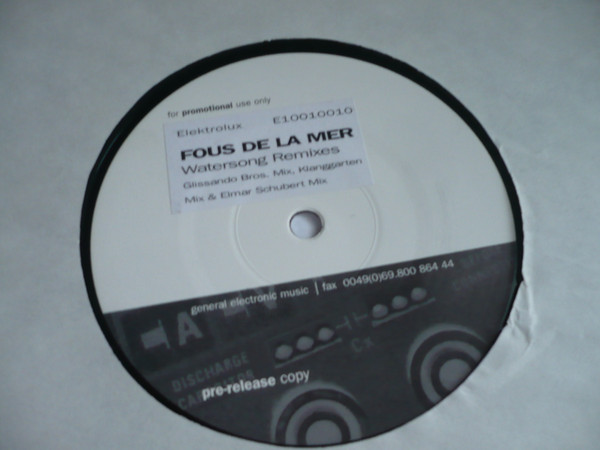 for promotional use only
Elektrolux E10010010
FOUS DE LA MER
Watersong Remixes
Glissando Bros. Mix, Klanggarten
Mix & Elmar Schubert Mix
general electronic music | fax 0049(0)69.800 864 44
A
DISCHARGE
pre-release copy